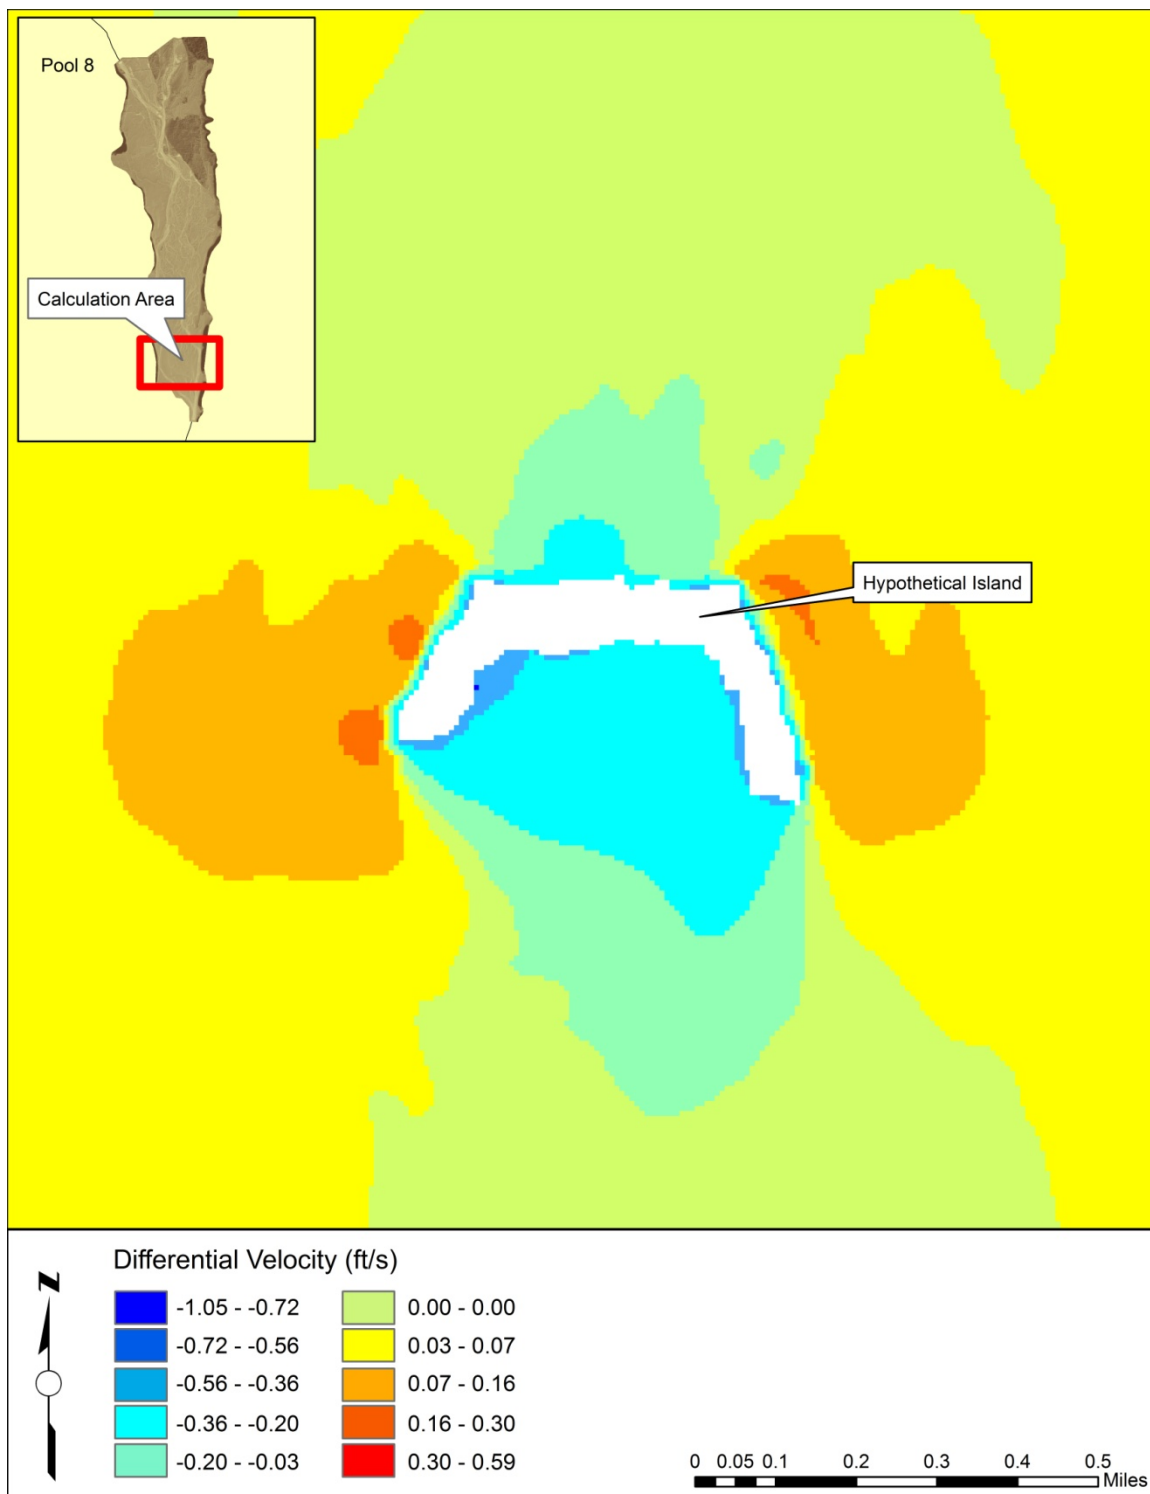 Pool 8
Calculation Area
Hypothetical Island
N
Differential Velocity (ft/s)
-1.05 - -0.72
-0.72 - -0.56
-0.56 - -0.36
-0.36 - -0.20
-0.20 - -0.03
0.00 - 0.00
0.03 - 0.07
0.07 - 0.16
0.16 - 0.30
0.30 - 0.59
0 0.05 0.1 0.2 0.3 0.4 0.5
Miles